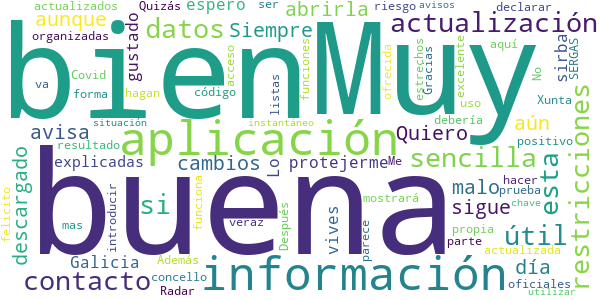 actualizados Quizás espero ser abrirla riesgo avisos declarar
aunque organizadas gustado datos Siempre actualización
Covid va forma hagan código acceso funciones listas ofrecida estrechos Gracias excelente uso aquí No Xunta sirba SERGAS
bien Muy
situación instantáneo debería aún positivo
avisa aplicación Quiero restricciones
resultado explicadas cambios Lo protejerme Me sencilla
descargado si buena mostrará malo hacer prueba esta
felicito introducir funciona veraz Después vives parece sigue propia útil chave
mas Galicia Además concello parte día actualizada
contacto Radar información oficiales utilizar